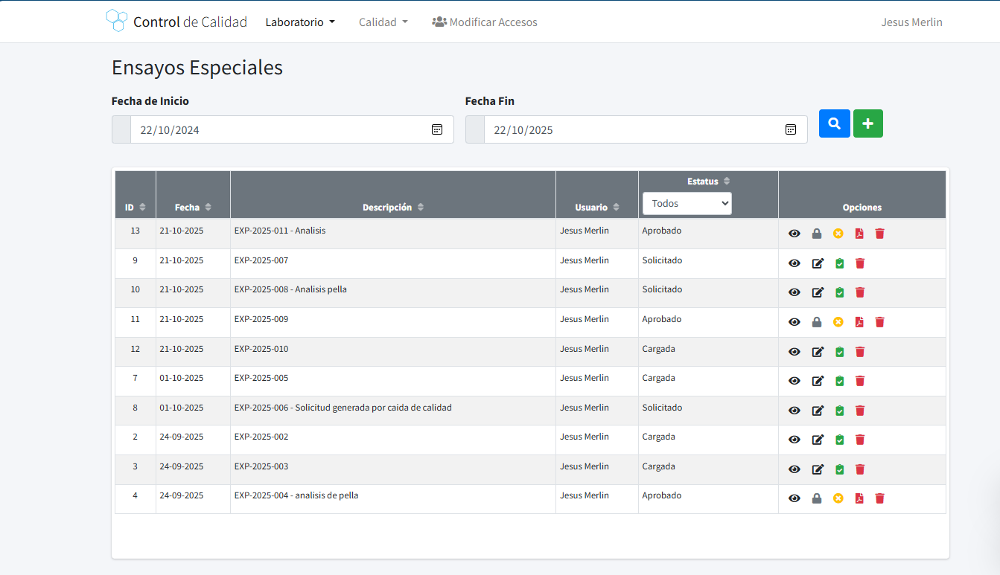 Control de Calidad Laboratorio Calidad Modificar Accesos Jesus Merlin
Ensayos Especiales
Fecha de Inicio Fecha Fin
22/10/2024 22/10/2025
Estatus
ID Fecha Descripción Usuario Todos Opciones
13 21-10-2025 EXP-2025-011 - Analisis Jesus Merlin Aprobado
9 21-10-2025 EXP-2025-007 Jesus Merlin Solicitado
10 21-10-2025 EXP-2025-008 - Analisis pella Jesus Merlin Solicitado
11 21-10-2025 EXP-2025-009 Jesus Merlin Aprobado
12 21-10-2025 EXP-2025-010 Jesus Merlin Cargada
7 01-10-2025 EXP-2025-005 Jesus Merlin Cargada
8 01-10-2025 EXP-2025-006 - Solicitud generada por caida de calidad Jesus Merlin Solicitado
2 24-09-2025 EXP-2025-002 Jesus Merlin Cargada
3 24-09-2025 EXP-2025-003 Jesus Merlin Cargada
4 24-09-2025 EXP-2025-004 - analisis de pella Jesus Merlin Aprobado